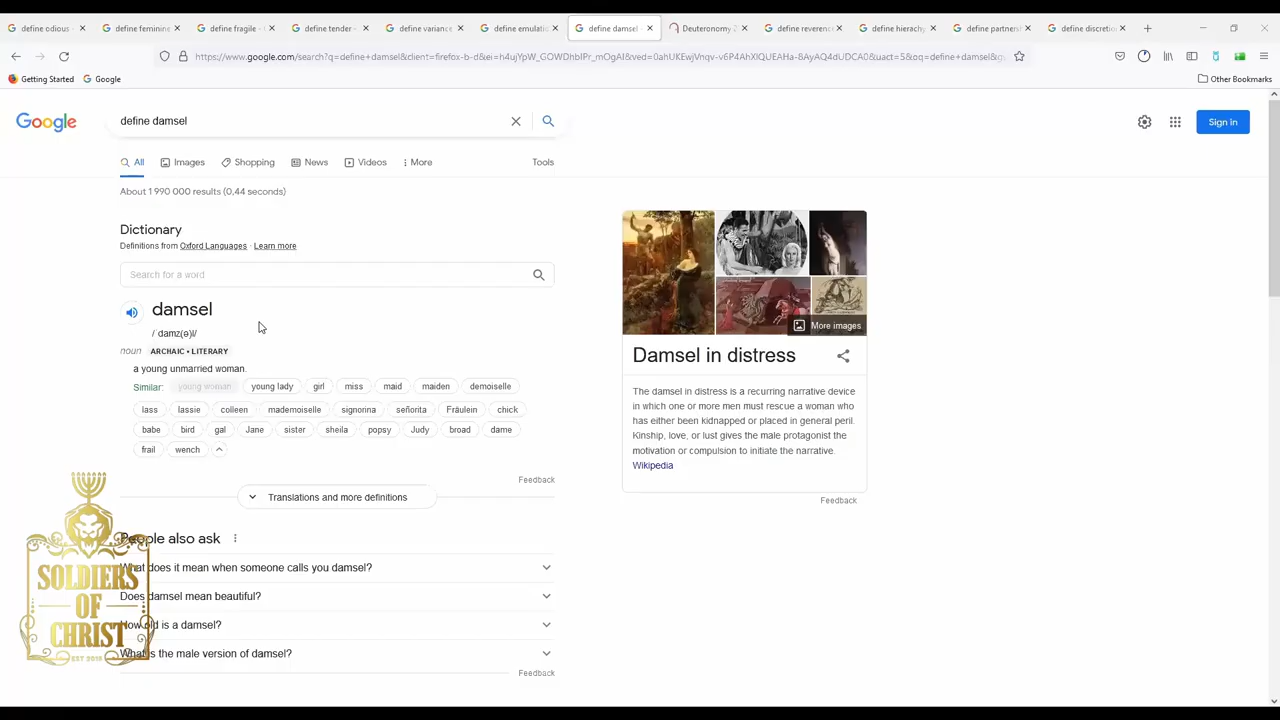 define odious -
define feminine
define fragile -
define tender -
define variance
define emulati
define damsel
Deuteronomy 2
define reverenc
define hierarchy
define partners
define discretion
Getting Started
Google
Other Bookmarks
Google
define damsel
Sign in
All
Images
Shopping
News
Videos
More
Tools
About 1 990 000 results (0,44 seconds)
Dictionary
Definitions from Oxford Languages · Learn more
Search for a word
damsel
/ˈdamz(ə)l/
noun ARCHAIC • LITERARY
a young unmarried woman.
Similar: young woman young lady girl miss maid maiden demoiselle
lass lassie colleen mademoiselle signorina señorita Fräulein chick
babe bird gal Jane sister sheila popsy Judy broad dame
frail wench
Feedback
Translations and more definitions
People also ask
What does it mean when someone calls you damsel?
Does damsel mean beautiful?
How old is a damsel?
What is the male version of damsel?
Feedback
More images
Damsel in distress
The damsel in distress is a recurring narrative device
in which one or more men must rescue a woman who
has either been kidnapped or placed in general peril.
Kinship, love, or lust gives the male protagonist the
motivation or compulsion to initiate the narrative.
Wikipedia
Feedback
SOLDIERS
OF
CHRIST
EST 2018